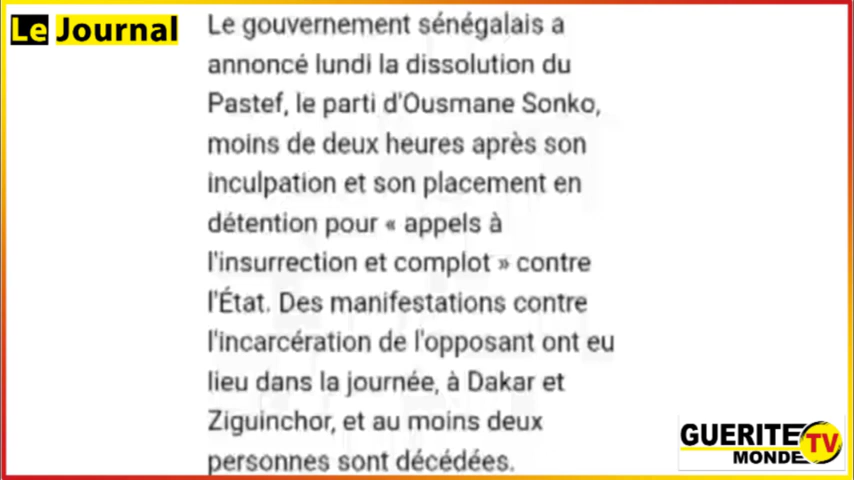 Le Journal
Le gouvernement sénégalais a
annoncé lundi la dissolution du
Pastef, le parti d'Ousmane Sonko,
moins de deux heures après son
inculpation et son placement en
détention pour « appels à
l'insurrection et complot » contre
l'État. Des manifestations contre
l'incarcération de l'opposant ont eu
lieu dans la journée, à Dakar et
Ziguinchor, et au moins deux
personnes sont décédées.
GUERITE TV
MONDE